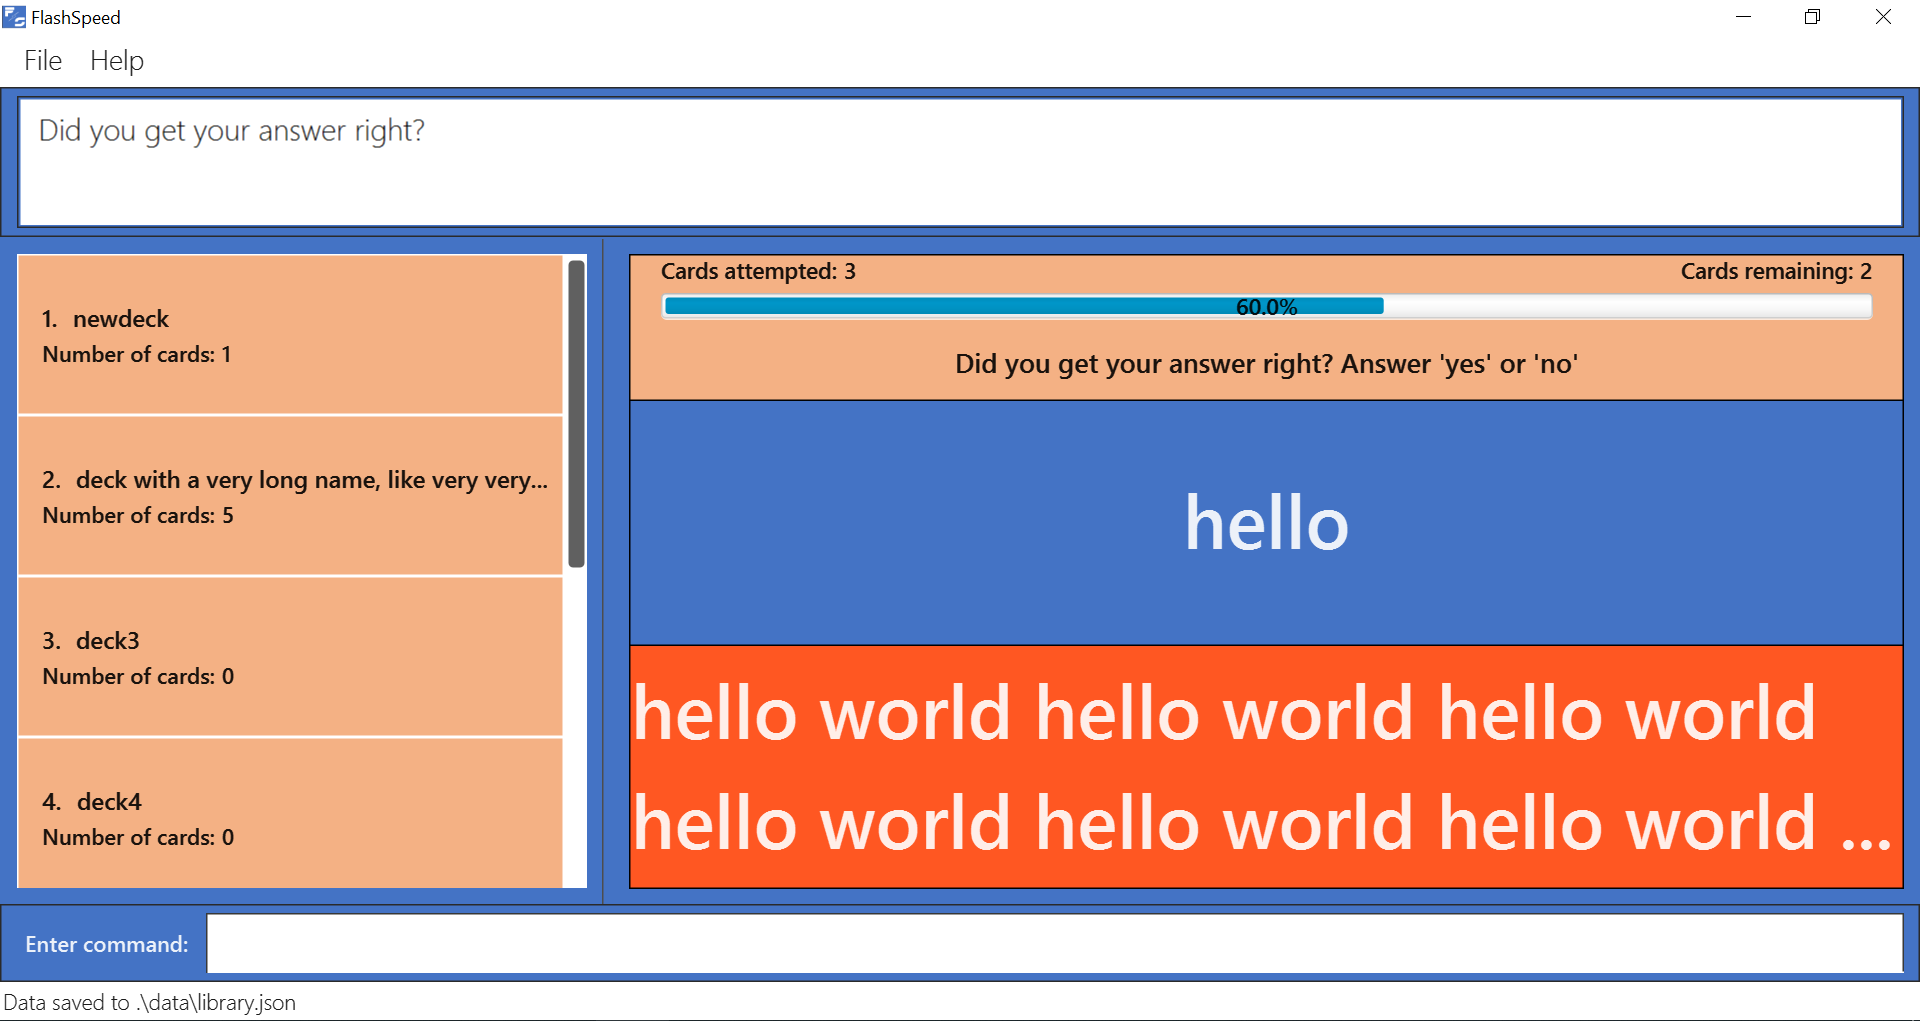 FlashSpeed
File Help
Did you get your answer right?
1. newdeck
Number of cards: 1
2. deck with a very long name, like very very...
Number of cards: 5
3. deck3
Number of cards: 0
4. deck4
Number of cards: 0
Cards attempted: 3 Cards remaining: 2
60.0%
Did you get your answer right? Answer 'yes' or 'no'
hello
hello world hello world hello world
hello world hello world hello world ...
Enter command:
Data saved to .\data\library.json